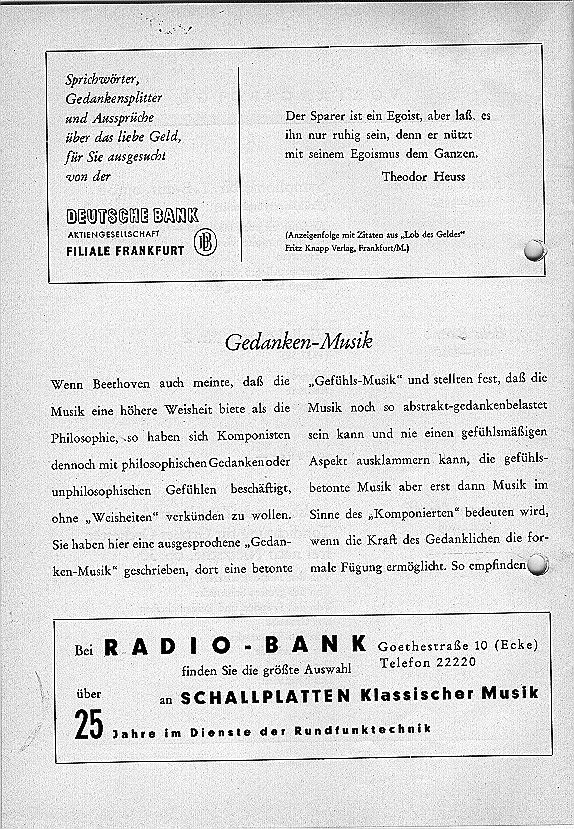 Sprichwörter,
Gedankensplitter
und Aussprüche
über das liebe Geld,
für Sie ausgesucht
von der
DEUTSCHE BANK
AKTIENGESELLSCHAFT
FILIALE FRANKFURT
Der Sparer ist ein Egoist, aber laß es
ihn nur ruhig sein, denn er nützt
mit seinem Egoismus dem Ganzen.
Theodor Heuss
(Anzeigenfolge mit Zitaten aus „Lob des Geldes“
Fritz Knapp Verlag, Frankfurt/M.)
Gedanken-Musik
Wenn Beethoven auch meinte, daß die
Musik eine höhere Weisheit biete als die
Philosophie, so haben sich Komponisten
dennoch mit philosophischen Gedanken oder
unphilosophischen Gefühlen beschäftigt,
ohne „Weisheiten“ verkünden zu wollen.
Sie haben hier eine ausgesprochene „Gedan-
ken-Musik“ geschrieben, dort eine betonte
„Gefühls-Musik“ und stellten fest, daß die
Musik noch so abstrakt-gedankenbelastet
sein kann und nie einen gefühlsmäßigen
Aspekt ausklammern kann, die gefühls-
betonte Musik aber erst dann Musik im
Sinne des „Komponierten“ bedeuten wird,
wenn die Kraft des Gedanklichen die for-
male Fügung ermöglicht. So empfinden
Bei RADIO-BANK Goethestraße 10 (Ecke)
Telefon 22220
finden Sie die größte Auswahl
an SCHALLPLATTEN Klassischer Musik
über
25 Jahre im Dienste der Rundfunktechnik